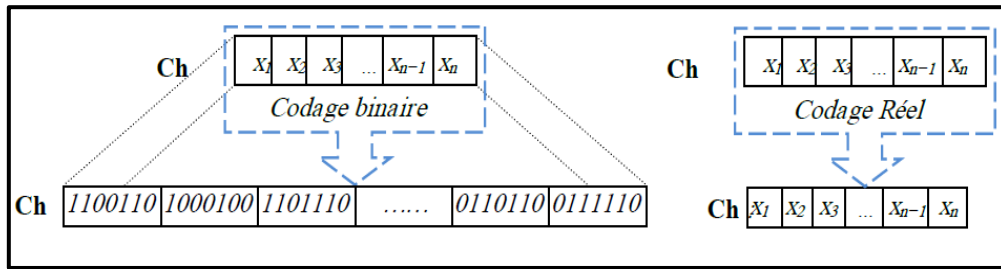 Ch X1 X2 X3 ... Xn−1 Xn
Codage binaire
Ch 1100110 1000100 1101110 ...... 0110110 0111110
Ch X1 X2 X3 ... Xn−1 Xn
Codage Réel
Ch X1 X2 X3 ... Xn−1 Xn